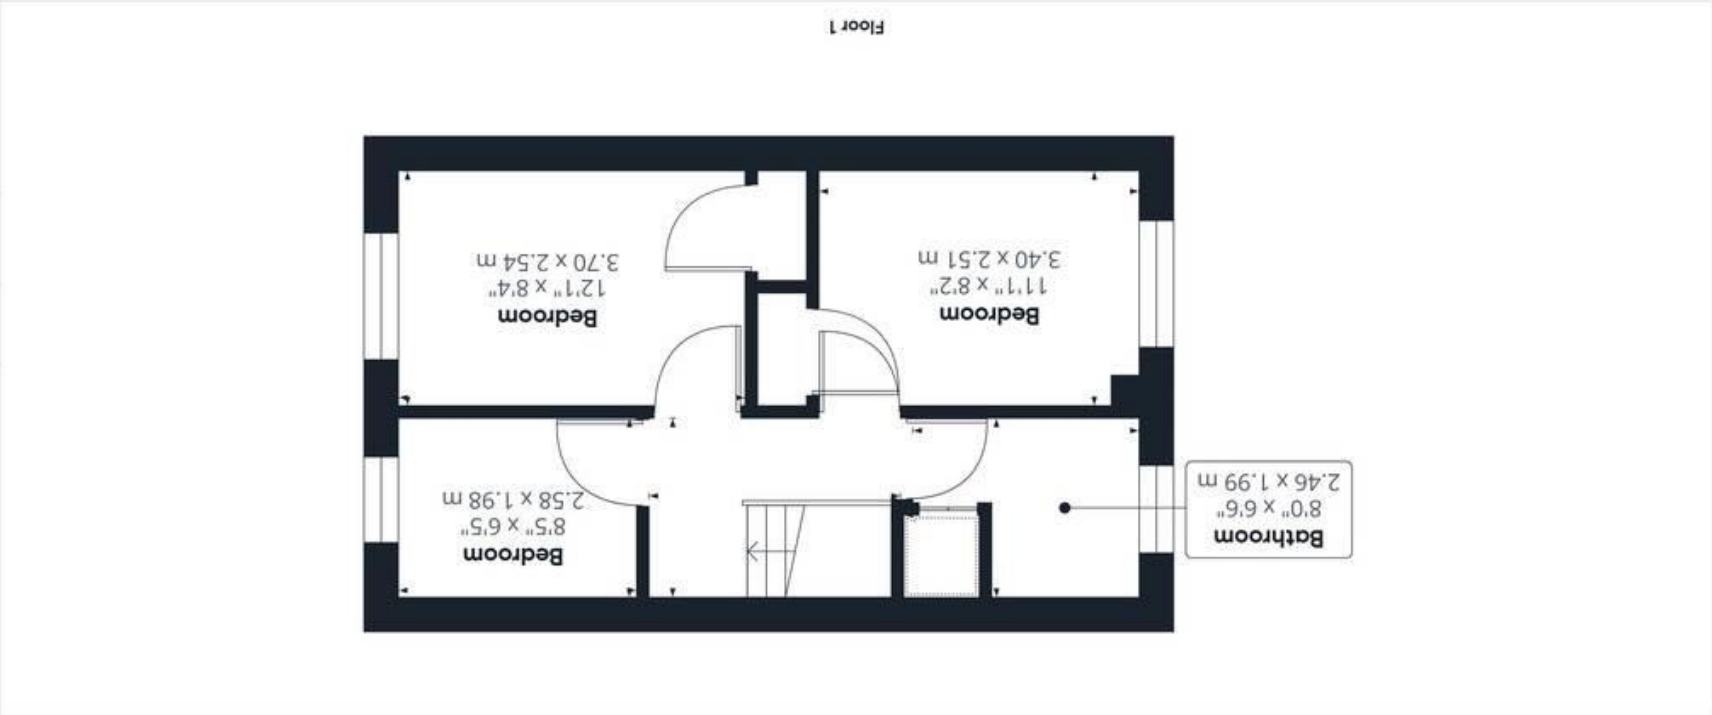 Bathroom
8'0" x 6'6"
2.46 x 1.99 m
Bedroom
8'5" x 6'5"
2.58 x 1.98 m
Bedroom
11'1" x 8'2"
3.40 x 2.51 m
Bedroom
12'1" x 8'4"
3.70 x 2.54 m
Floor 1